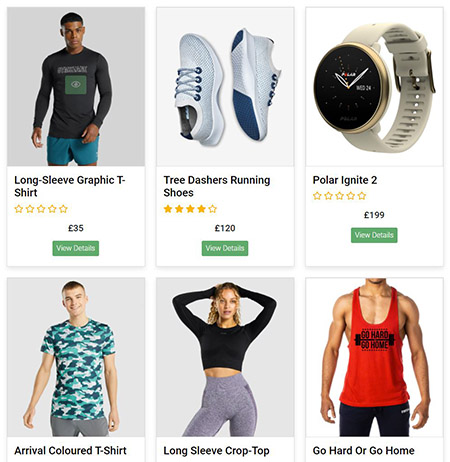 GYMSHARK
POLAR
WED 24
POLAR
Long-Sleeve Graphic T-
Shirt
£35
View Details
Tree Dashers Running
Shoes
£120
View Details
Polar Ignite 2
£199
View Details
GO HARD
GO HOME
Arrival Coloured T-Shirt
Long Sleeve Crop-Top
Go Hard Or Go Home